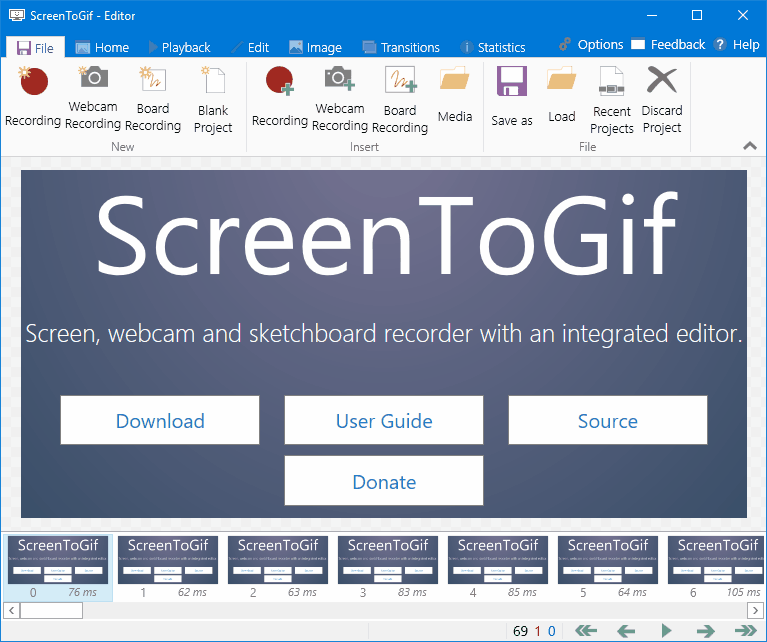 ScreenToGif - Editor
File Home Playback Edit Image Transitions Statistics Options Feedback ? Help
Recording Webcam Recording Board Recording Blank Project Recording Webcam Recording Board Recording Media Save as Load Recent Projects Discard Project
New Insert File
ScreenToGif
Screen, webcam and sketchboard recorder with an integrated editor.
Download User Guide Source
Donate
ScreenToGif ScreenToGif ScreenToGif ScreenToGif ScreenToGif ScreenToGif ScreenToGif
0 76 ms 1 62 ms 2 63 ms 3 83 ms 4 85 ms 5 64 ms 6 105 ms
69 1 0